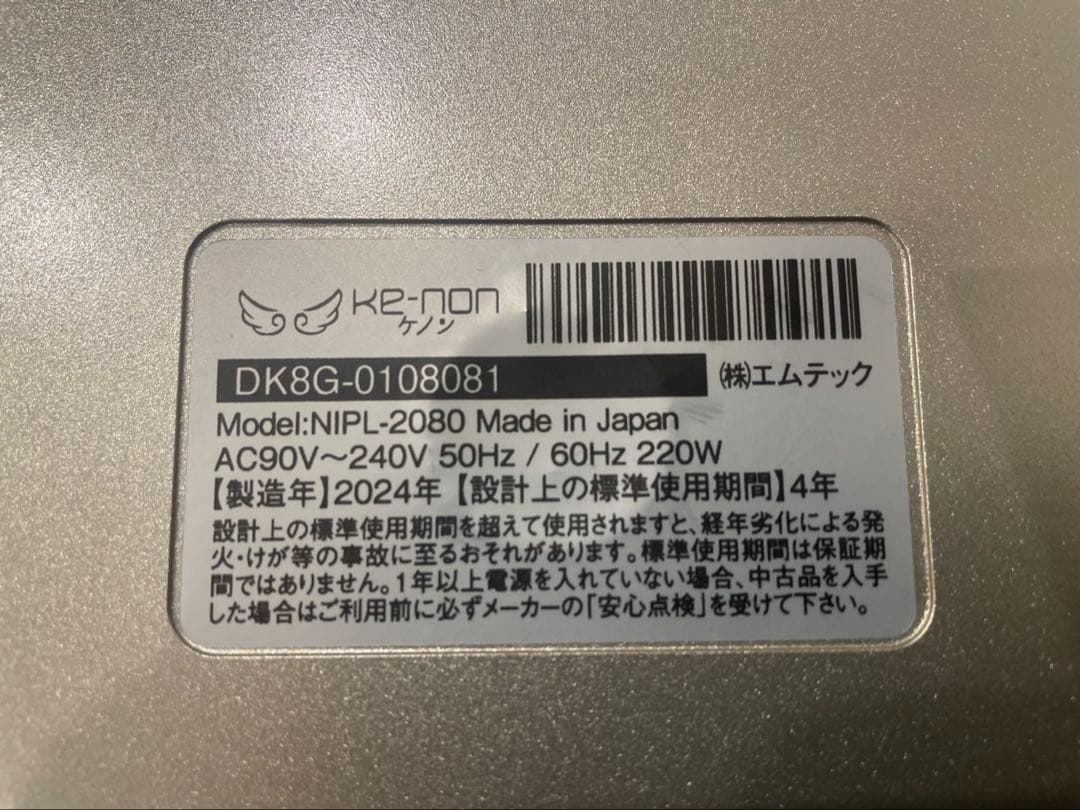 Ke-non
ケノン
DK8G-0108081
㈱エムテック
Model:NIPL-2080 Made in Japan
AC90V～240V 50Hz / 60Hz 220W
【製造年】2024年【設計上の標準使用期間】4年
設計上の標準使用期間を超えて使用されますと、経年劣化による発
火・けが等の事故に至るおそれがあります。標準使用期間は保証期
間ではありません。1年以上電源を入れていない場合、中古品を入手
した場合はご利用前に必ずメーカーの「安心点検」を受けて下さい。